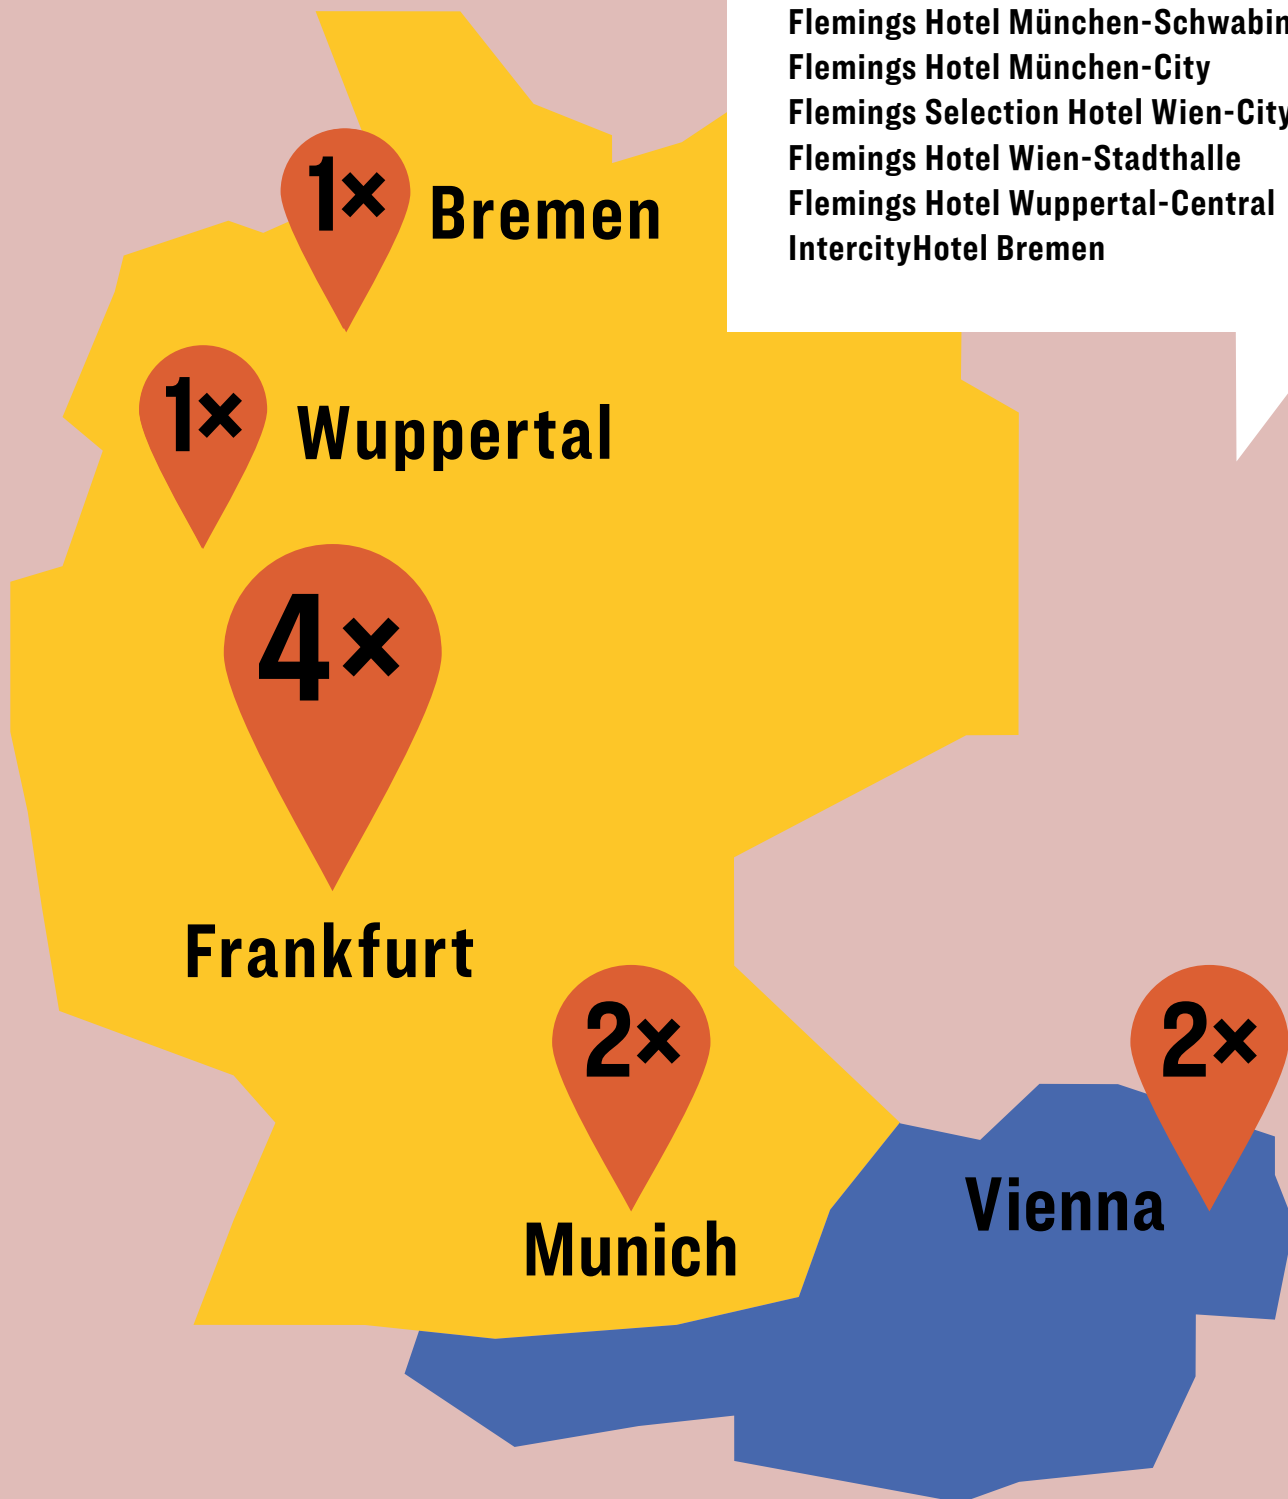 Flemings Hotel München-Schwabin
Flemings Hotel München-City
Flemings Selection Hotel Wien-City
Flemings Hotel Wien-Stadthalle
Flemings Hotel Wuppertal-Central
IntercityHotel Bremen
1×
Bremen
1×
Wuppertal
4×
Frankfurt
2×
Munich
2×
Vienna